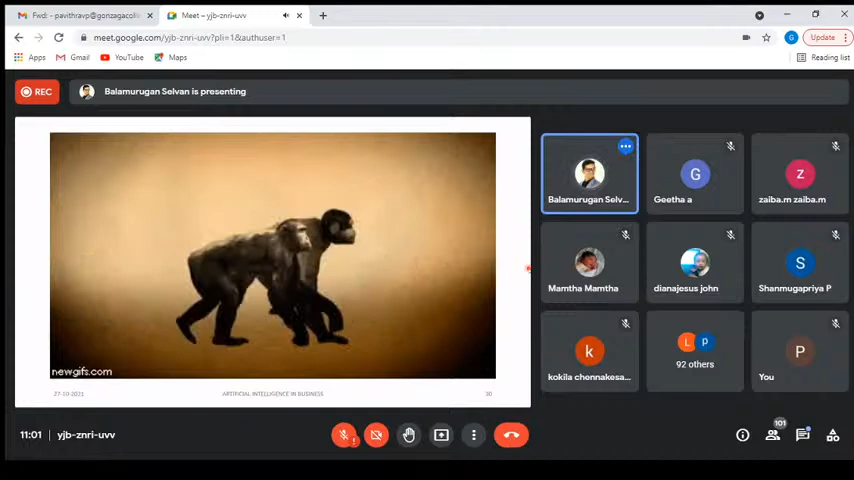 Fwd: - pavithravp@gonzagacoll
Meet – yjb-znri-uvv
meet.google.com/yjb-znri-uvv?pli=1&authuser=1
G
Update
Apps
Gmail
YouTube
Maps
Reading list
REC
Balamurugan Selvan is presenting
newgifs.com
27-10-2021
ARTIFICIAL INTELLIGENCE IN BUSINESS
30
Balamurugan Selv...
G
Geetha a
z
zaiba.m zaiba.m
Mamtha Mamtha
dianajesus john
S
Shanmugapriya P
k
kokila chennakesa...
L
P
92 others
P
You
11:01
yjb-znri-uvv
101